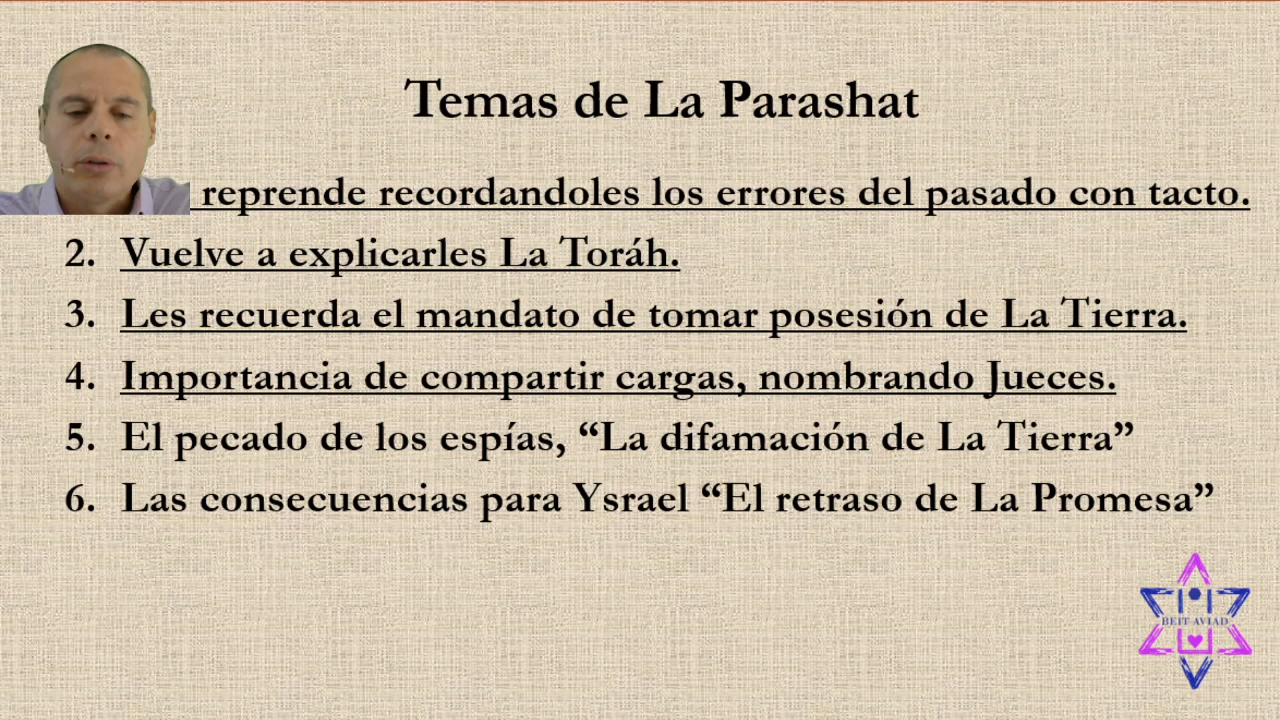 Temas de La Parashat
reprende recordandoles los errores del pasado con tacto.
2. Vuelve a explicarles La Toráh.
3. Les recuerda el mandato de tomar posesión de La Tierra.
4. Importancia de compartir cargas, nombrando Jueces.
5. El pecado de los espías, “La difamación de La Tierra”
6. Las consecuencias para Ysrael “El retraso de La Promesa”
BEIT AVIAD